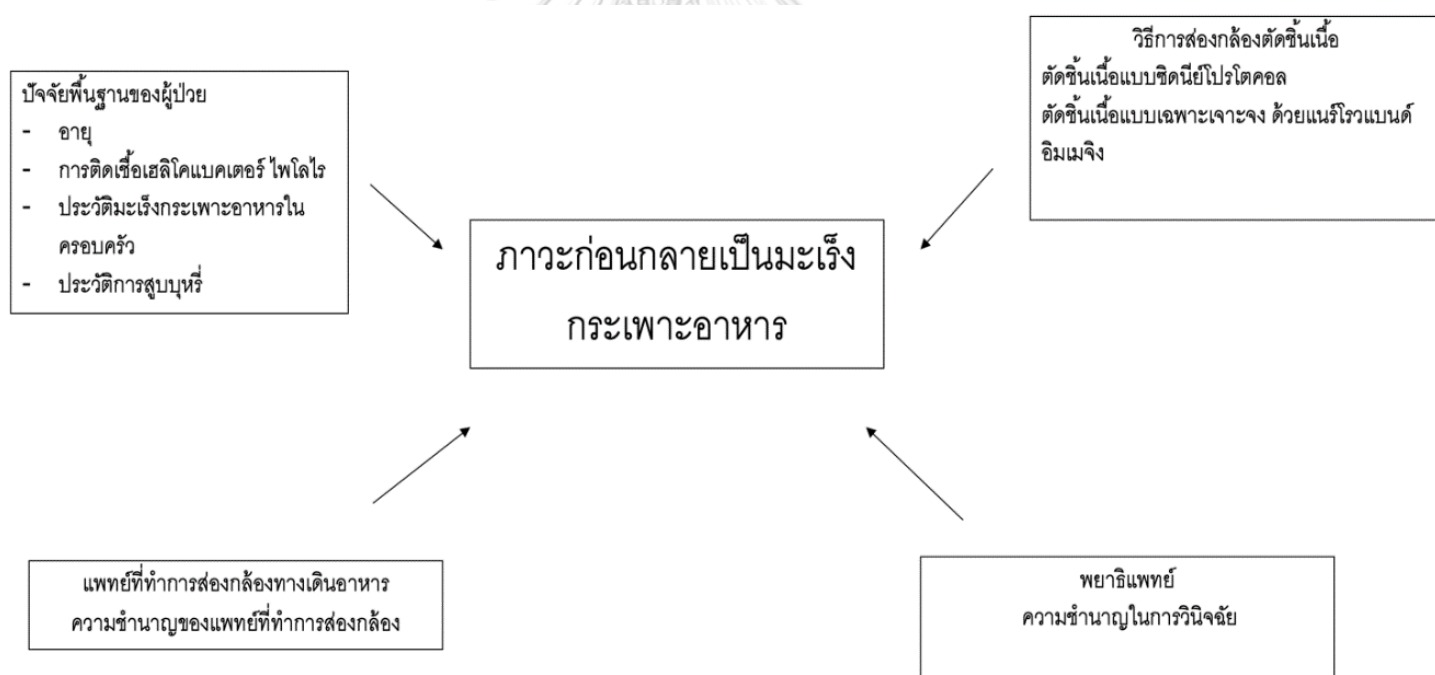 ปัจจัยพื้นฐานของผู้ป่วย
- อายุ
- การติดเชื้อเฮลิโคแบคเตอร์ ไพโลไร
- ประวัติมะเร็งกระเพาะอาหารใน
ครอบครัว
- ประวัติการสูบบุหรี่
วิธีการส่องกล้องตัดชิ้นเนื้อ
ตัดชิ้นเนื้อแบบซิดนีย์โปรโตคอล
ตัดชิ้นเนื้อแบบเฉพาะเจาะจง ด้วยแนร์โรวแบนด์
อิมเมจิง
ภาวะก่อนกลายเป็นมะเร็ง
กระเพาะอาหาร
แพทย์ที่ทำการส่องกล้องทางเดินอาหาร
ความชำนาญของแพทย์ที่ทำการส่องกล้อง
พยาธิแพทย์
ความชำนาญในการวินิจฉัย